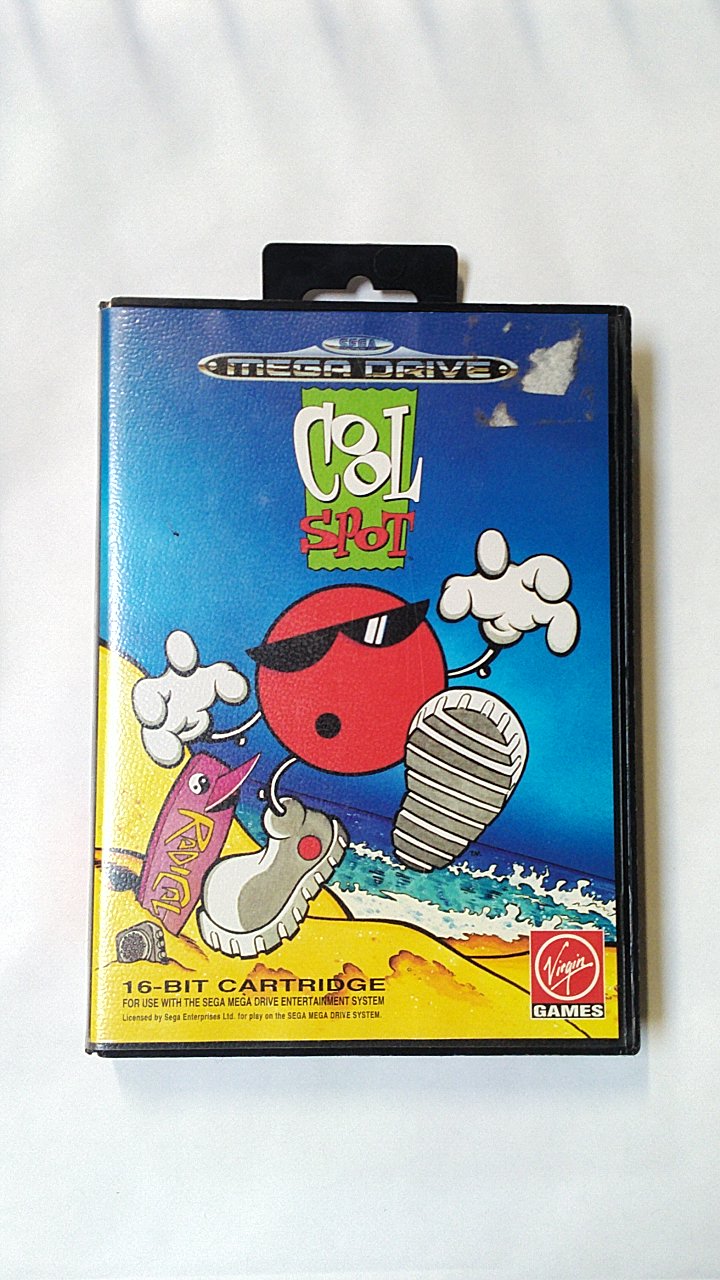 SEGA
MEGA DRIVE
COOL
SPOT
RADICAL
TM
16-BIT CARTRIDGE
FOR USE WITH THE SEGA MEGA DRIVE ENTERTAINMENT SYSTEM
Licensed by Sega Enterprises Ltd. for play on the SEGA MEGA DRIVE SYSTEM.
Virgin
GAMES